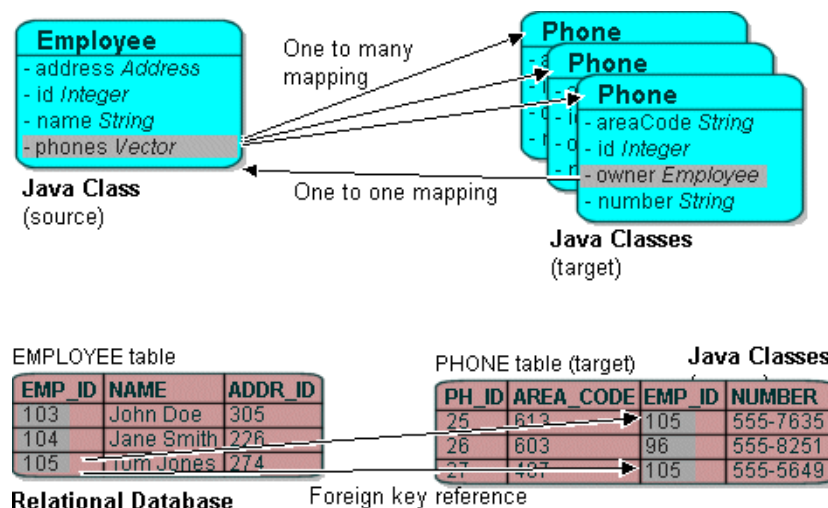 Employee
- address Address
- id Integer
- name String
- phones Vector
Java Class
(source)
One to many
mapping
One to one mapping
Phone
Phone
Phone
- areaCode String
- id Integer
- owner Employee
- number String
Java Classes
(target)
EMPLOYEE table
EMP_ID NAME ADDR_ID
103 John Doe 305
104 Jane Smith 226
105 Tom Jones 274
Relational Database
Foreign key reference
PHONE table (target)
Java Classes
PH_ID AREA_CODE EMP_ID NUMBER
25 613 105 555-7635
26 603 96 555-8251
27 105 555-5649